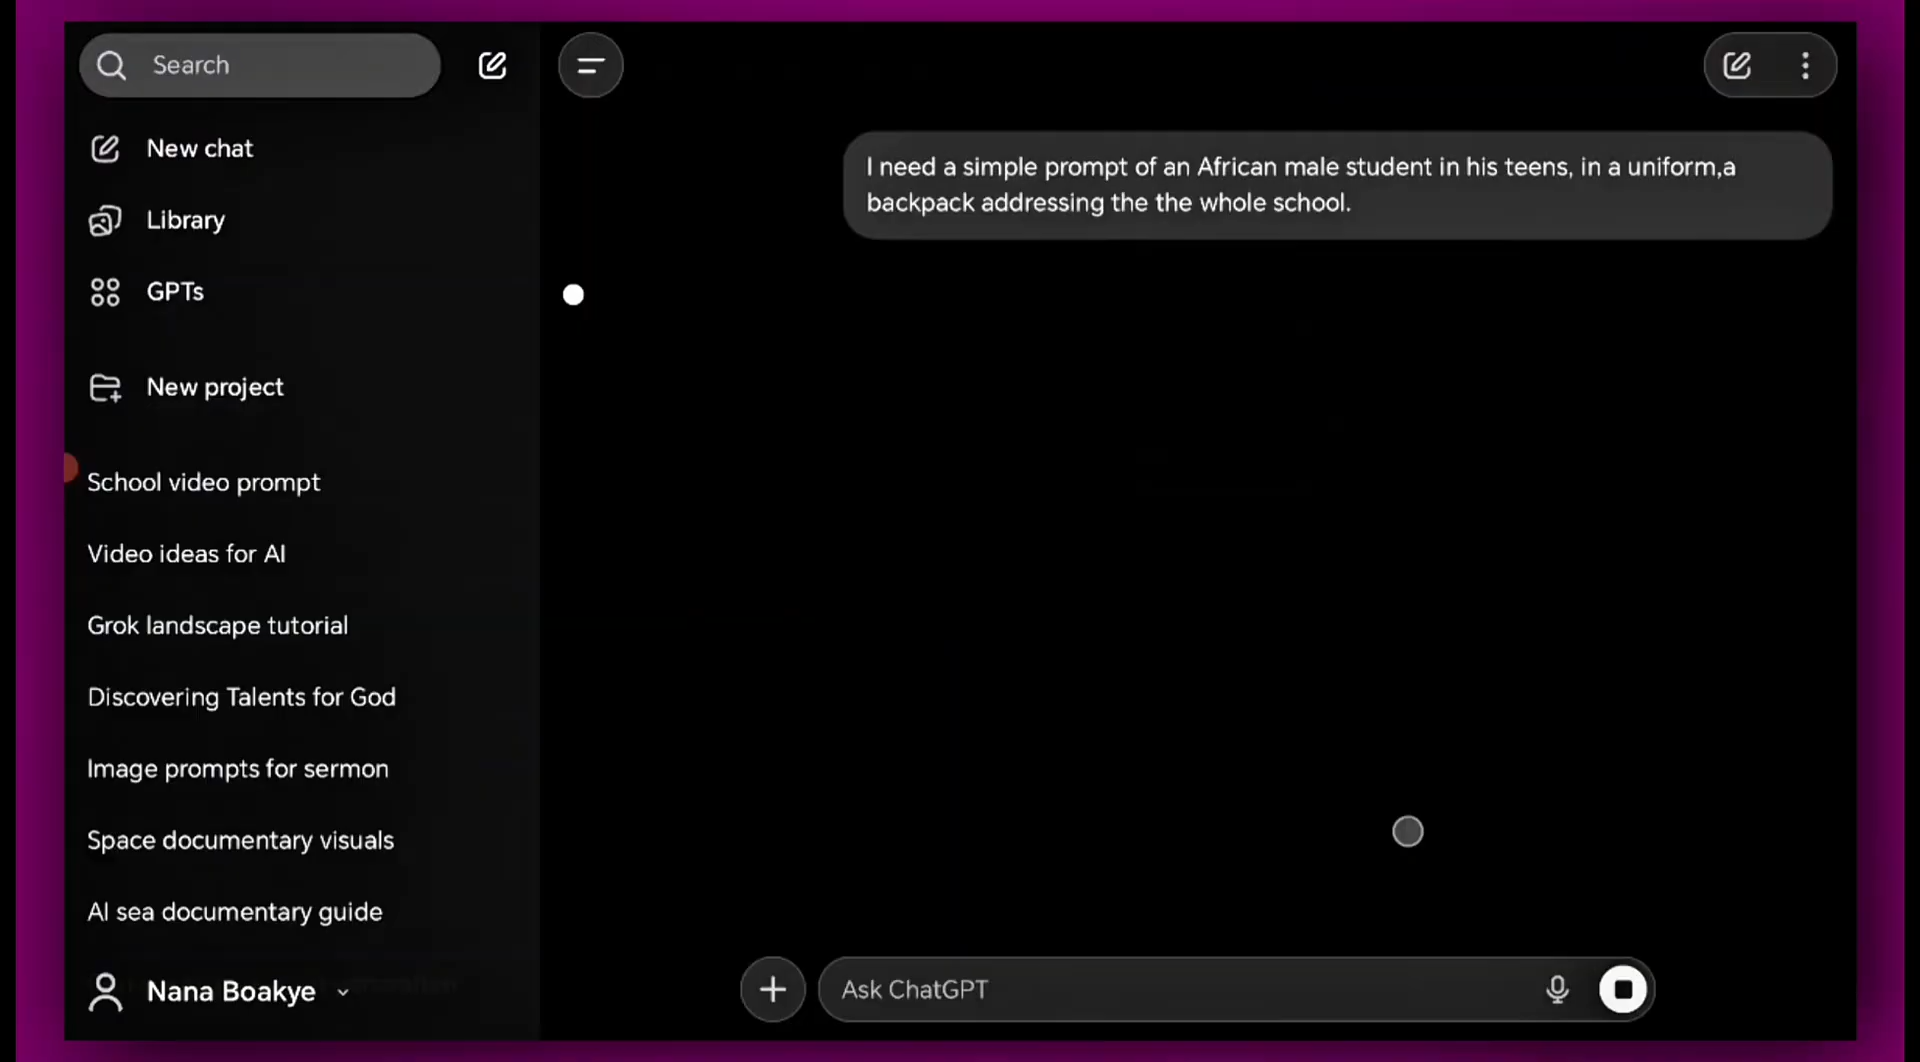 Search
New chat
Library
GPTs
New project
School video prompt
Video ideas for AI
Grok landscape tutorial
Discovering Talents for God
Image prompts for sermon
Space documentary visuals
AI sea documentary guide
Nana Boakye
I need a simple prompt of an African male student in his teens, in a uniform,a
backpack addressing the the whole school.
Ask ChatGPT